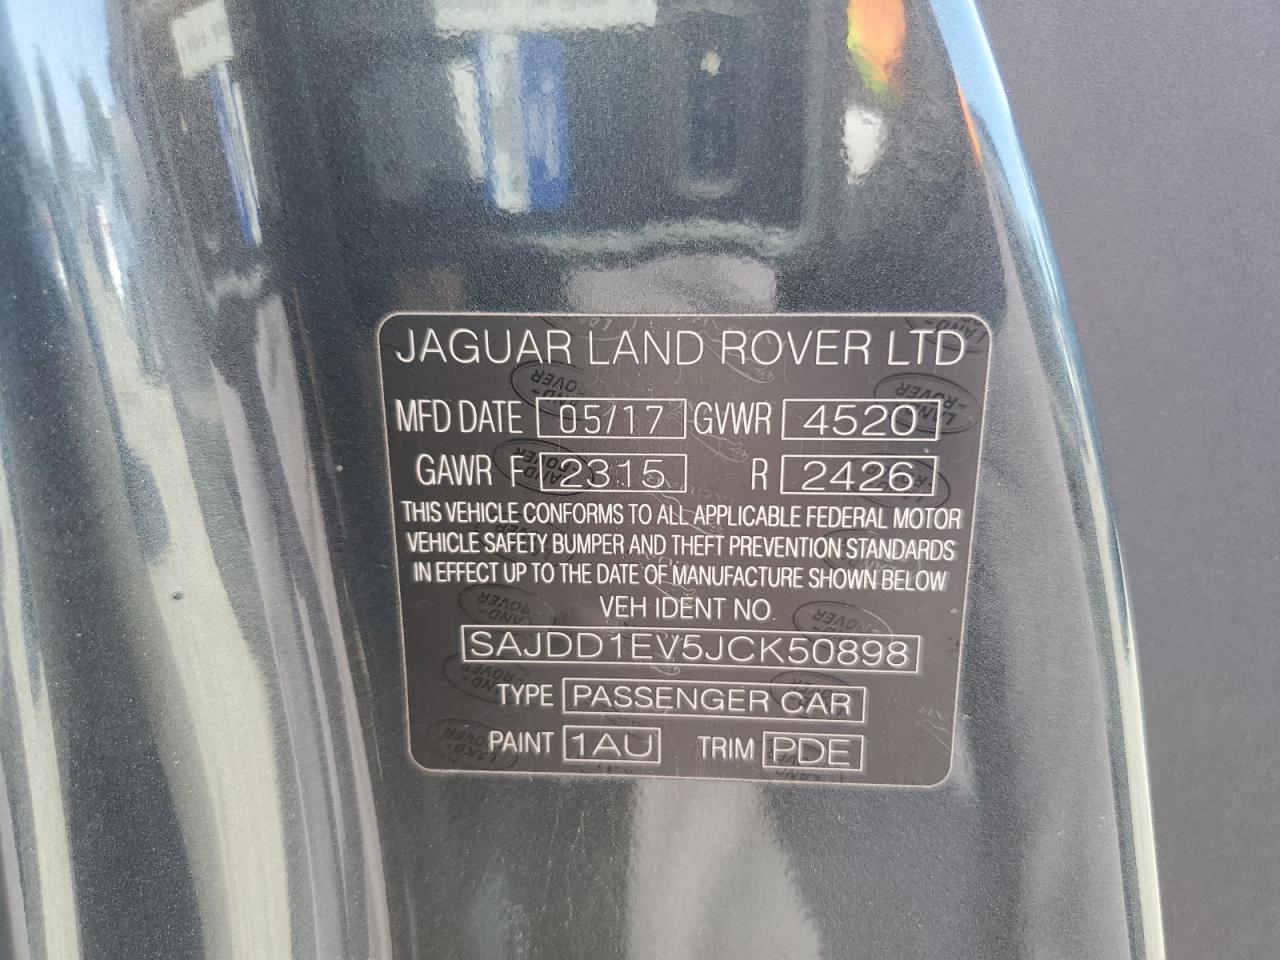 JAGUAR LAND ROVER LTD
MFD DATE 05/17 GVWR 4520
GAWR F 2315 R 2426
THIS VEHICLE CONFORMS TO ALL APPLICABLE FEDERAL MOTOR
VEHICLE SAFETY BUMPER AND THEFT PREVENTION STANDARDS
IN EFFECT UP TO THE DATE OF MANUFACTURE SHOWN BELOW
VEH IDENT NO.
SAJDD1EV5JCK50898
TYPE PASSENGER CAR
PAINT 1AU TRIM PDE